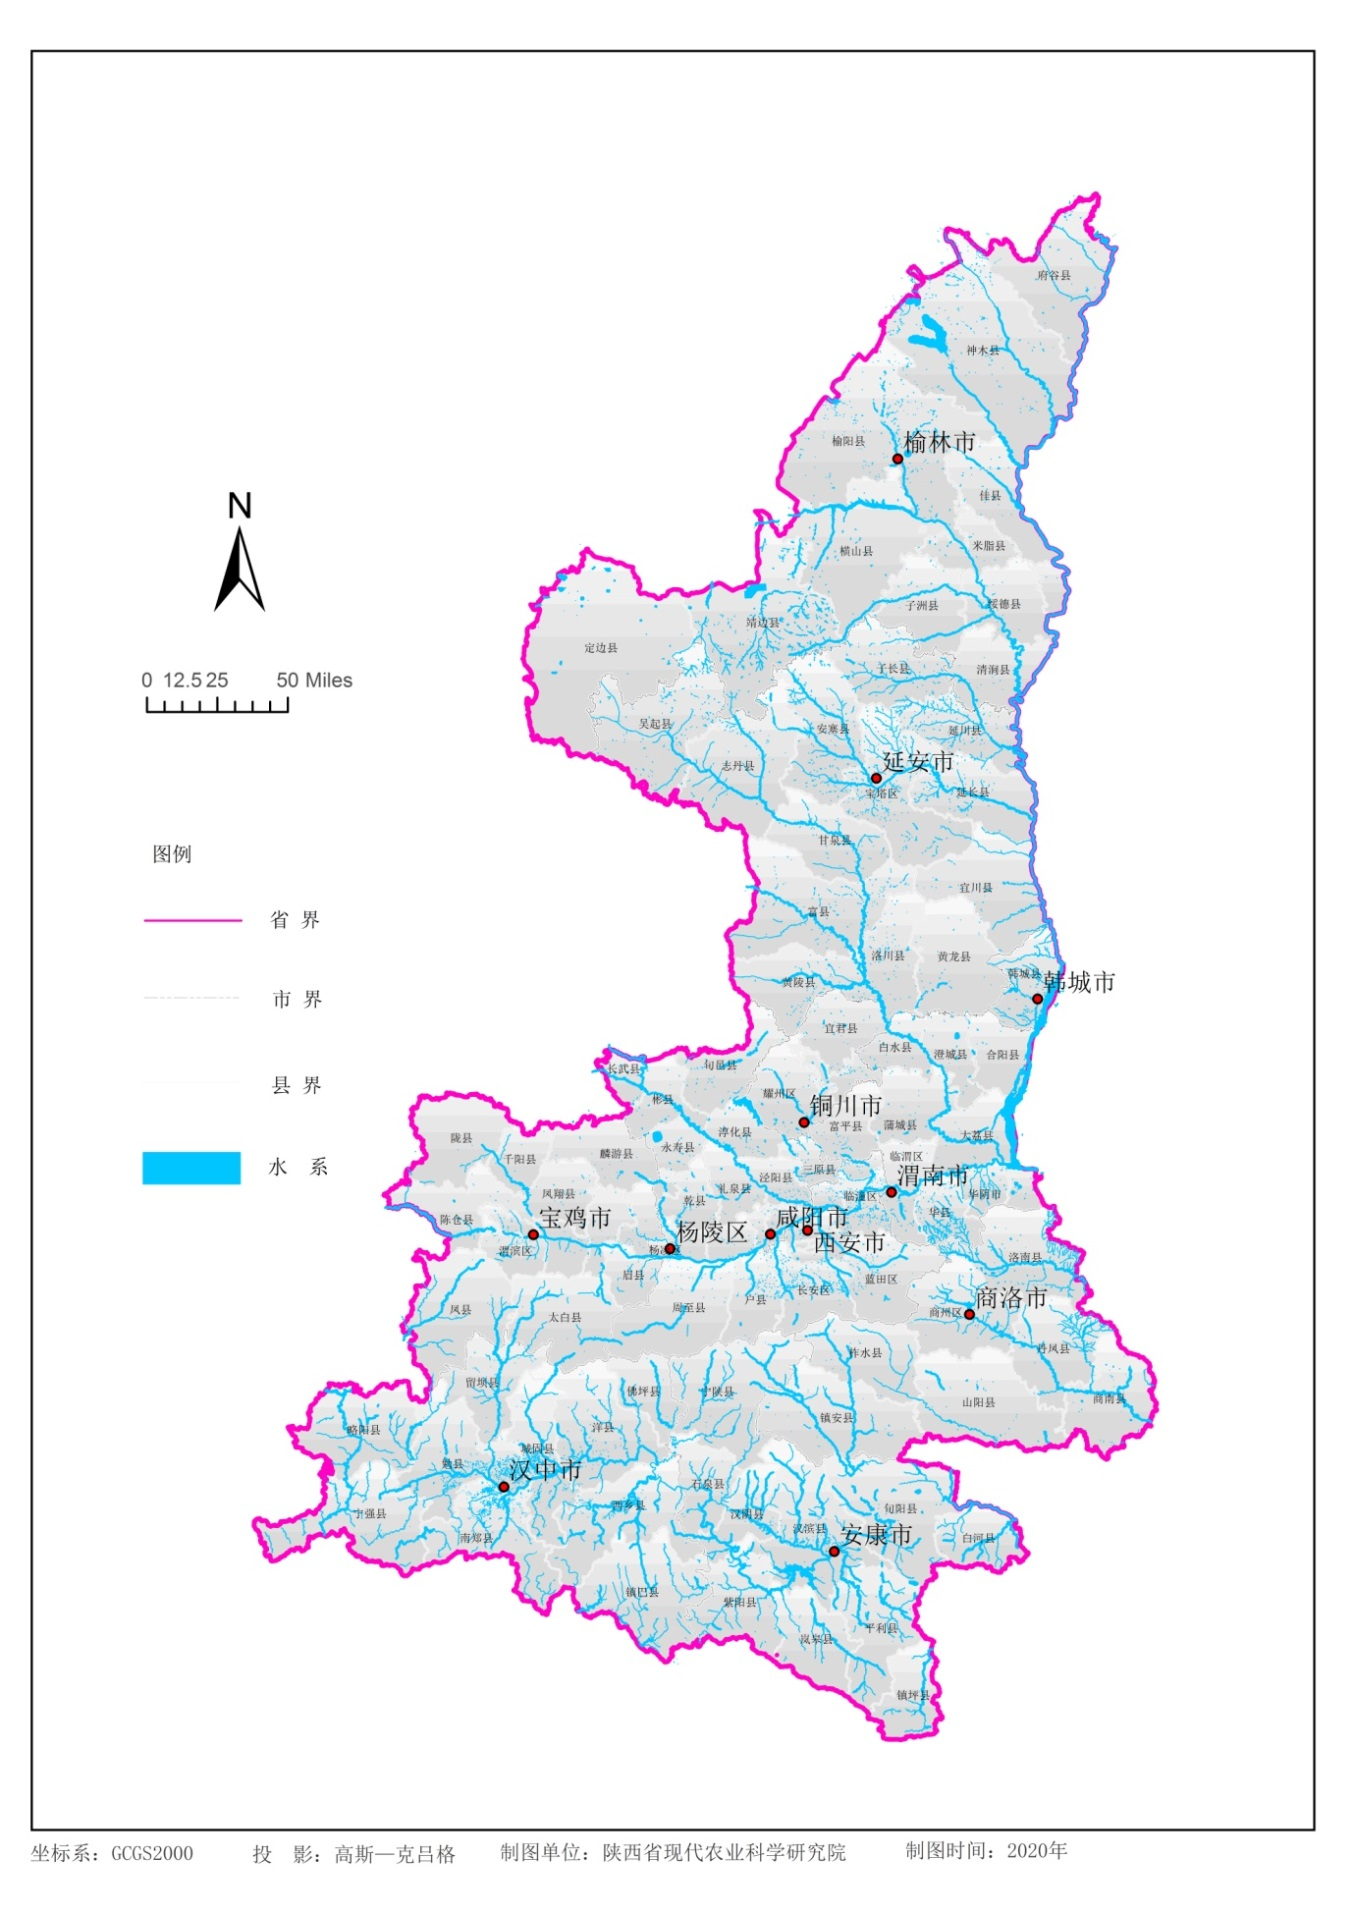 府谷县
神木县
榆阳县
榆林市
佳县
N
横山县
米脂县
子洲县
绥德县
靖边县
定边县
子长县
清涧县
0 12.5 25 50 Miles
吴起县
安塞县
延川县
志丹县
延安市
宝塔区
延长县
甘泉县
图例
宜川县
富县
省 界
洛川县
黄龙县
韩城县
韩城市
黄陵县
市 界
宜君县
白水县
澄城县
合阳县
长武县
旬邑县
县 界
彬县
耀州区
铜川市
富平县
蒲城县
大荔县
陇县
淳化县
永寿县
麟游县
千阳县
临渭区
水 系
三原县
泾阳县
渭南市
礼泉县
凤翔县
乾县
临潼区
华阴市
华县
陈仓县
宝鸡市
咸阳市
杨陵区
西安市
渭滨区
洛南县
眉县
蓝田区
长安区
户县
周至县
太白县
凤县
商洛市
商州区
丹凤县
柞水县
留坝县
佛坪县
宁陕县
山阳县
商南县
镇安县
略阳县
洋县
城固县
勉县
汉中市
石泉县
西乡县
宁强县
汉阴县
旬阳县
汉滨县
安康市
南郑县
白河县
镇巴县
紫阳县
平利县
岚皋县
镇坪县
坐标系：GCGS2000 投 影：高斯—克吕格 制图单位：陕西省现代农业科学研究院 制图时间：2020年